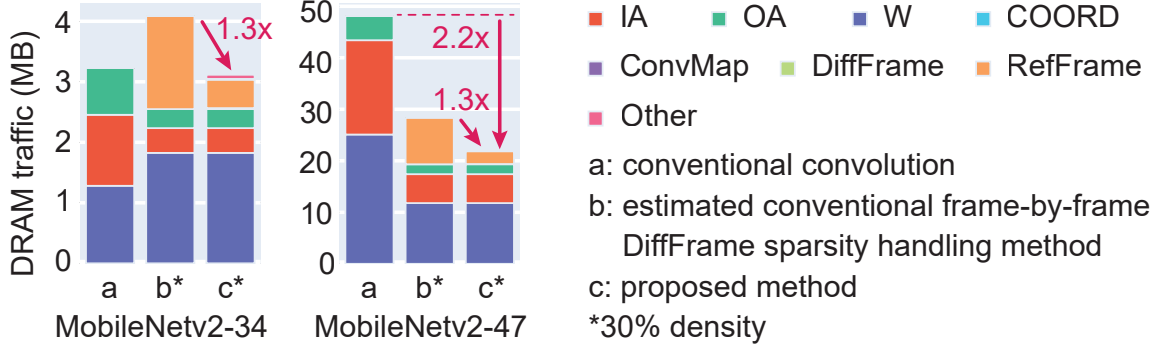 DRAM traffic (MB)
4
3
2
1
0
1.3x
a b* c*
MobileNetv2-34
50
40
30
20
10
0
2.2x
1.3x
a b* c*
MobileNetv2-47
IA OA W COORD
ConvMap DiffFrame RefFrame
Other
a: conventional convolution
b: estimated conventional frame-by-frame
DiffFrame sparsity handling method
c: proposed method
*30% density